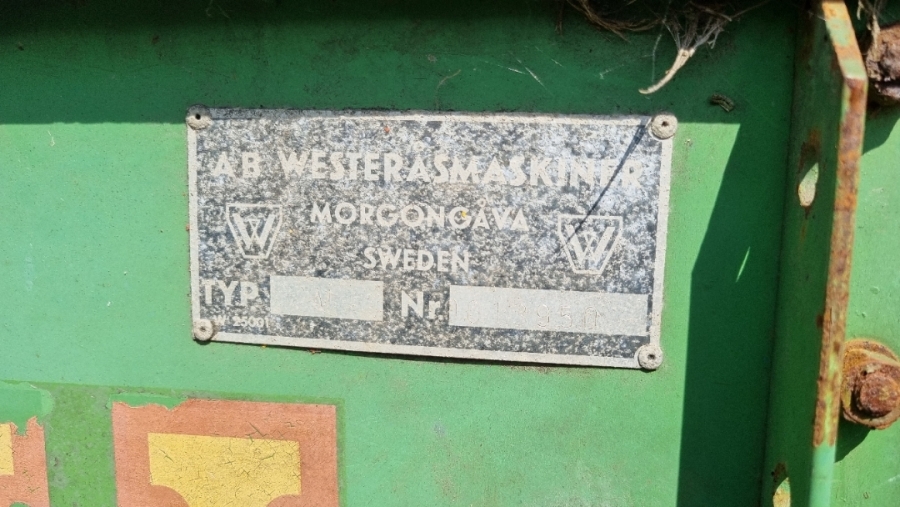 AB WESTERÅSMASKINER
MORGONGÅVA
SWEDEN
W
W
TYP Nr